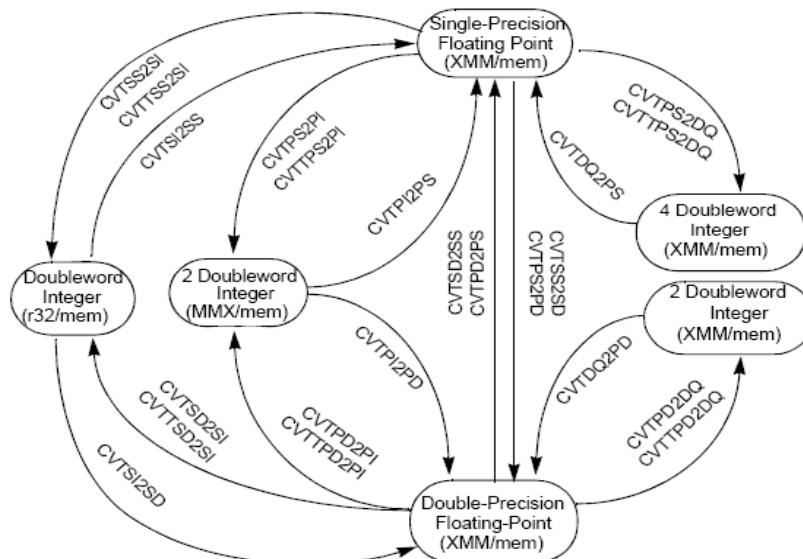 Single-Precision
Floating Point
(XMM/mem)
CVTSS2SI
CVTTSS2SI
CVTSI2SS
CVTPS2PI
CVTTPS2PI
CVTPI2PS
CVTPS2DQ
CVTTPS2DQ
CVTDQ2PS
4 Doubleword
Integer
(XMM/mem)
Doubleword
Integer
(r32/mem)
2 Doubleword
Integer
(MMX/mem)
CVTSD2SS
CVTPD2PS
CVTSS2SD
CVTPS2PD
2 Doubleword
Integer
(XMM/mem)
CVTPI2PD
CVTDQ2PD
CVTSD2SI
CVTTSD2SI
CVTPD2PI
CVTTPD2PI
CVTPD2DQ
CVTTPD2DQ
CVTSI2SD
Double-Precision
Floating-Point
(XMM/mem)